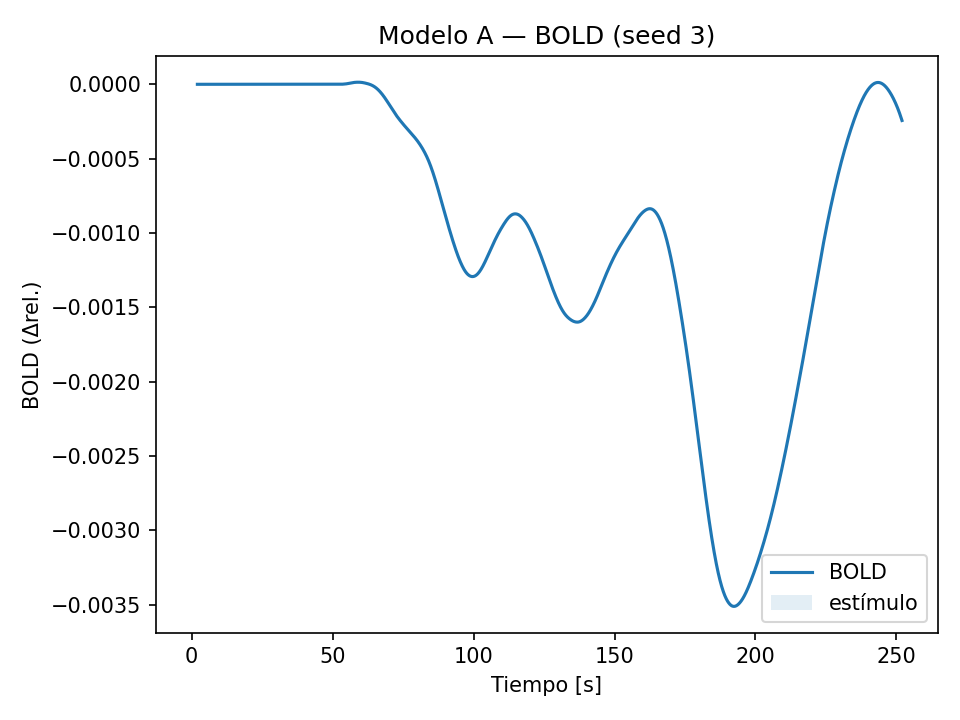 Modelo A — BOLD (seed 3)
BOLD (Δrel.)
0.0000
−0.0005
−0.0010
−0.0015
−0.0020
−0.0025
−0.0030
−0.0035
BOLD
estímulo
0 50 100 150 200 250
Tiempo [s]